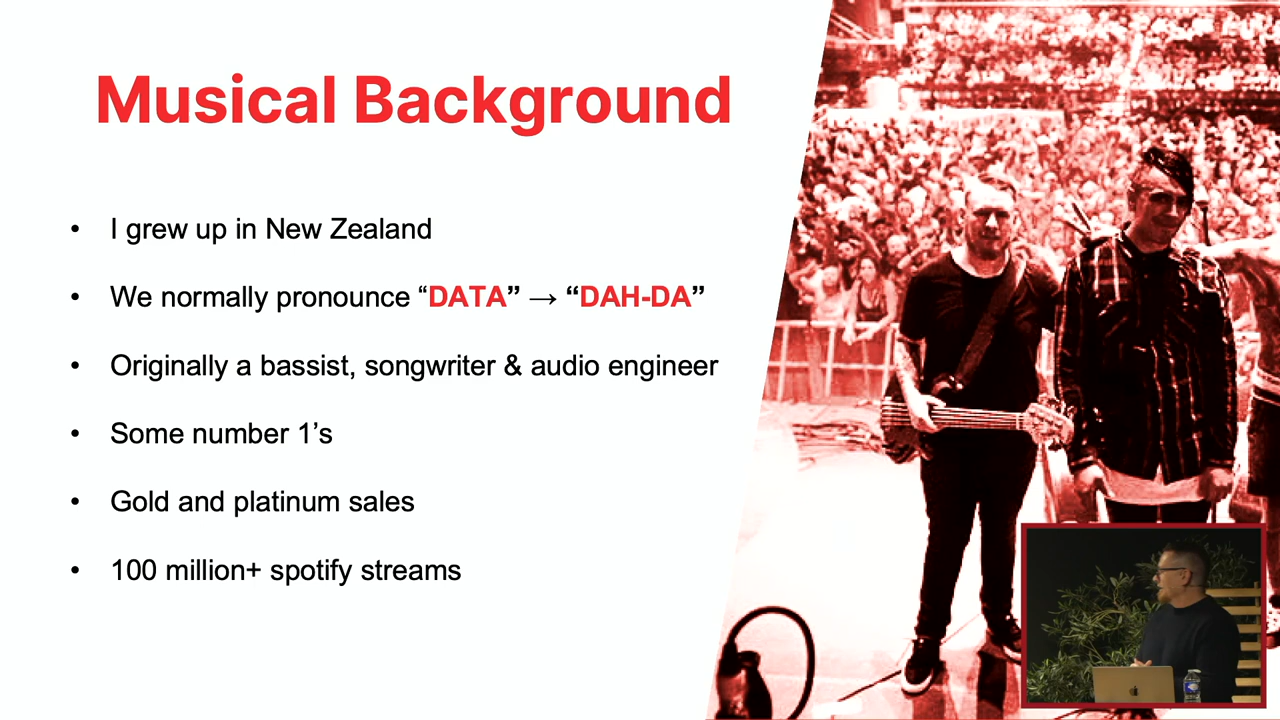 Musical Background
• I grew up in New Zealand
• We normally pronounce “DATA” → “DAH-DA”
• Originally a bassist, songwriter & audio engineer
• Some number 1’s
• Gold and platinum sales
• 100 million+ spotify streams